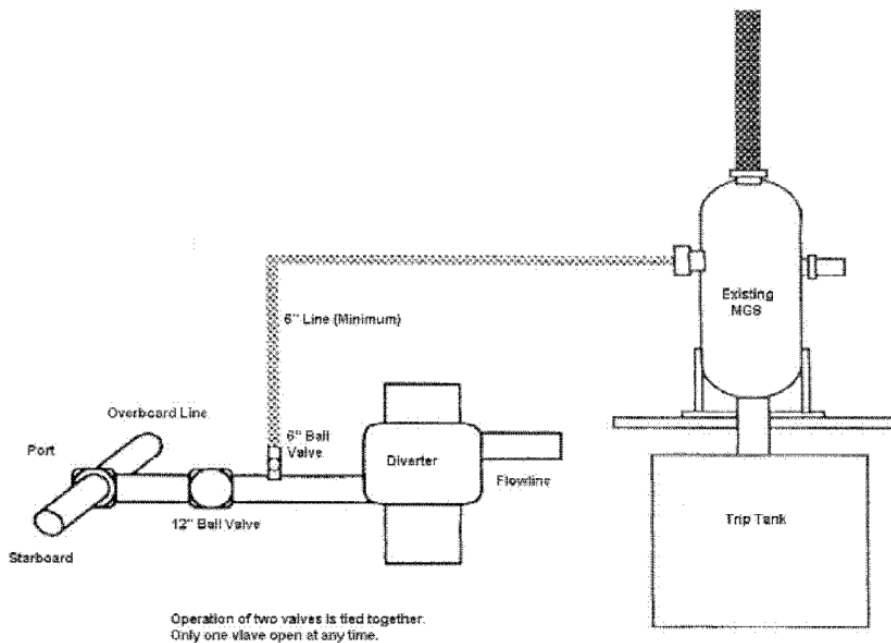 Existing
MGS
6" Line (Minimum)
Overboard Line
Port
6" Ball
Valve
Diverter
Flowline
12" Ball Valve
Starboard
Trip Tank
Operation of two valves is tied together.
Only one vlave open at any time.